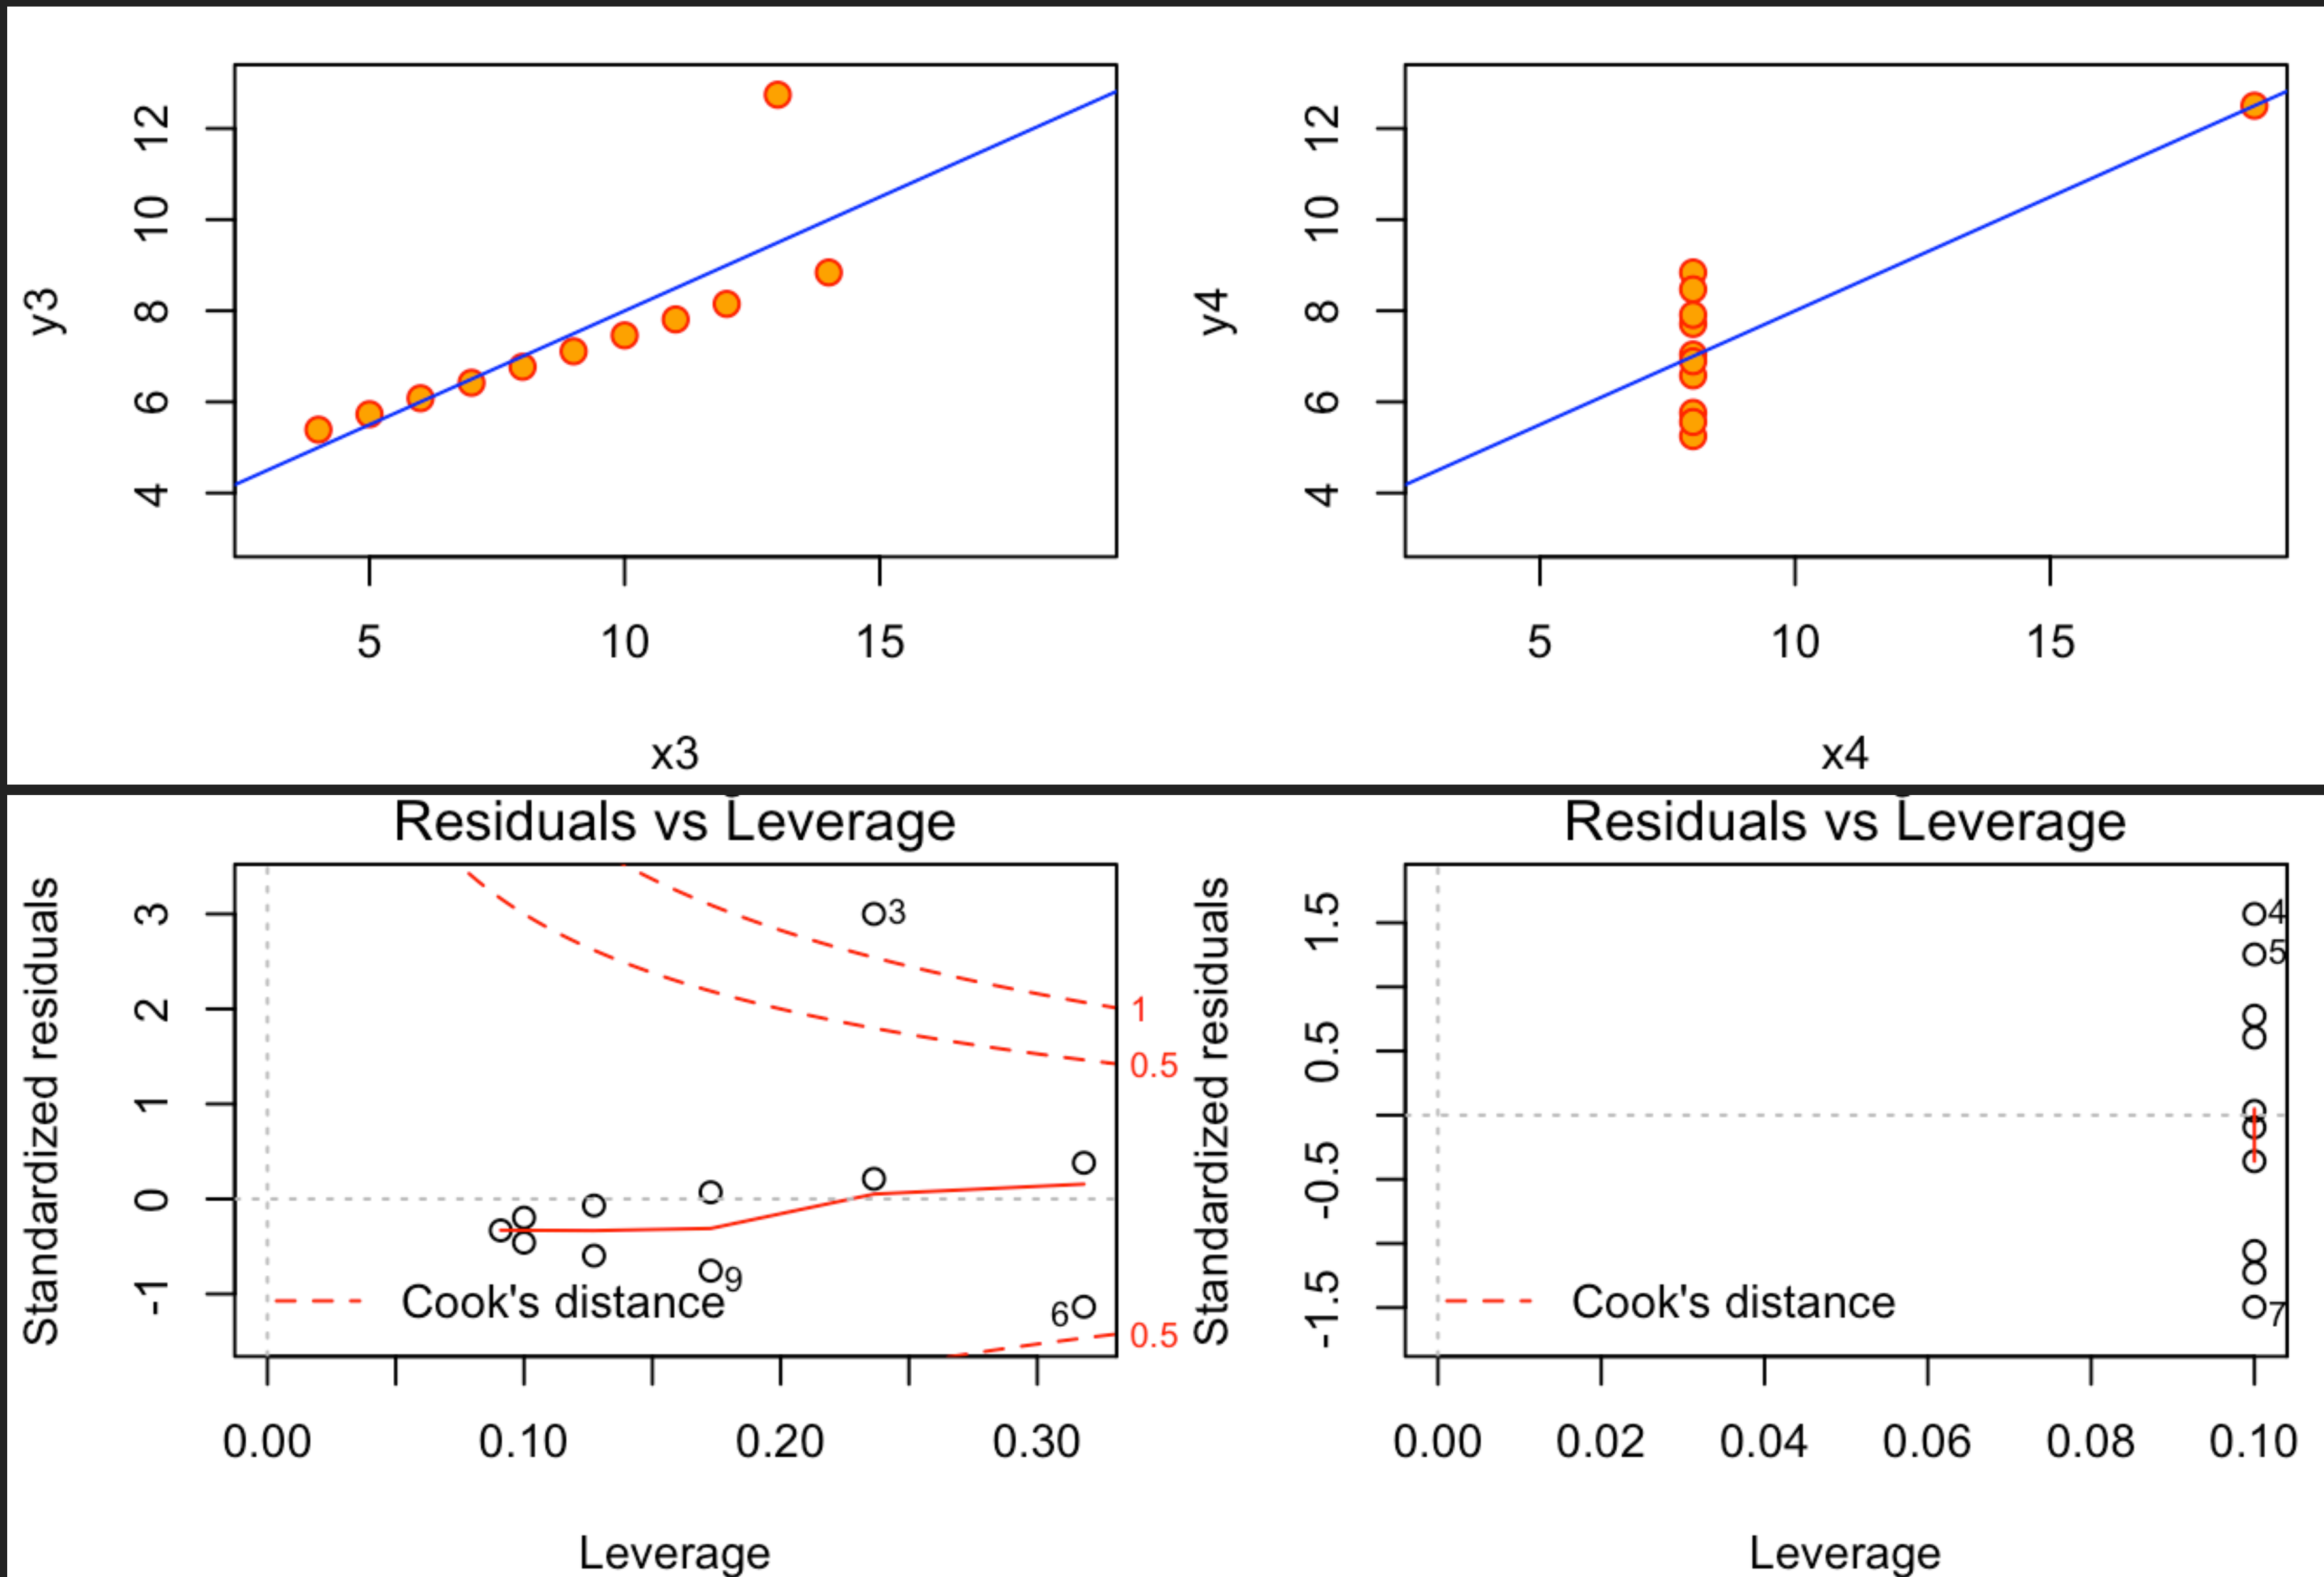 y3
12
10
8
6
4
5 10 15
x3
y4
12
10
8
6
4
5 10 15
x4
Residuals vs Leverage
Standardized residuals
3
2
1
0
-1
3
1
0.5
9
6
0.5
Cook's distance
0.00 0.10 0.20 0.30
Leverage
Residuals vs Leverage
Standardized residuals
1.5
0.5
-0.5
-1.5
4
5
7
Cook's distance
0.00 0.02 0.04 0.06 0.08 0.10
Leverage